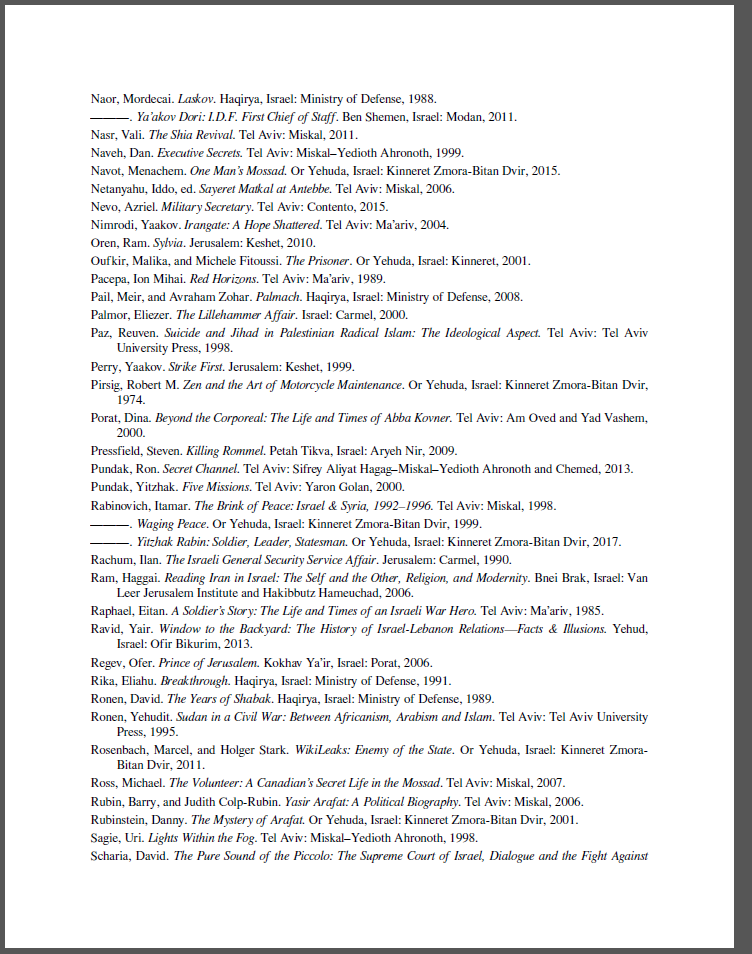 Naor, Mordecai. Laskov. Haqirya, Israel: Ministry of Defense, 1988.
———. Ya’akov Dori: I.D.F. First Chief of Staff. Ben Shemen, Israel: Modan, 2011.
Nasr, Vali. The Shia Revival. Tel Aviv: Miskal, 2011.
Naveh, Dan. Executive Secrets. Tel Aviv: Miskal–Yedioth Ahronoth, 1999.
Navot, Menachem. One Man’s Mossad. Or Yehuda, Israel: Kinneret Zmora-Bitan Dvir, 2015.
Netanyahu, Iddo, ed. Sayeret Matkal at Antebbe. Tel Aviv: Miskal, 2006.
Nevo, Azriel. Military Secretary. Tel Aviv: Contento, 2015.
Nimrodi, Yaakov. Irangate: A Hope Shattered. Tel Aviv: Ma’ariv, 2004.
Oren, Ram. Sylvia. Jerusalem: Keshet, 2010.
Oufkir, Malika, and Michele Fitoussi. The Prisoner. Or Yehuda, Israel: Kinneret, 2001.
Pacepa, Ion Mihai. Red Horizons. Tel Aviv: Ma’ariv, 1989.
Pail, Meir, and Avraham Zohar. Palmach. Haqirya, Israel: Ministry of Defense, 2008.
Palmor, Eliezer. The Lillehammer Affair. Israel: Carmel, 2000.
Paz, Reuven. Suicide and Jihad in Palestinian Radical Islam: The Ideological Aspect. Tel Aviv: Tel Aviv
University Press, 1998.
Perry, Yaakov. Strike First. Jerusalem: Keshet, 1999.
Pirsig, Robert M. Zen and the Art of Motorcycle Maintenance. Or Yehuda, Israel: Kinneret Zmora-Bitan Dvir,
1974.
Porat, Dina. Beyond the Corporeal: The Life and Times of Abba Kovner. Tel Aviv: Am Oved and Yad Vashem,
2000.
Pressfield, Steven. Killing Rommel. Petah Tikva, Israel: Aryeh Nir, 2009.
Pundak, Ron. Secret Channel. Tel Aviv: Sifrey Aliyat Hagag–Miskal–Yedioth Ahronoth and Chemed, 2013.
Pundak, Yitzhak. Five Missions. Tel Aviv: Yaron Golan, 2000.
Rabinovich, Itamar. The Brink of Peace: Israel & Syria, 1992–1996. Tel Aviv: Miskal, 1998.
———. Waging Peace. Or Yehuda, Israel: Kinneret Zmora-Bitan Dvir, 1999.
———. Yitzhak Rabin: Soldier, Leader, Statesman. Or Yehuda, Israel: Kinneret Zmora-Bitan Dvir, 2017.
Rachum, Ilan. The Israeli General Security Service Affair. Jerusalem: Carmel, 1990.
Ram, Haggai. Reading Iran in Israel: The Self and the Other, Religion, and Modernity. Bnei Brak, Israel: Van
Leer Jerusalem Institute and Hakibbutz Hameuchad, 2006.
Raphael, Eitan. A Soldier’s Story: The Life and Times of an Israeli War Hero. Tel Aviv: Ma’ariv, 1985.
Ravid, Yair. Window to the Backyard: The History of Israel-Lebanon Relations—Facts & Illusions. Yehud,
Israel: Ofir Bikurim, 2013.
Regev, Ofer. Prince of Jerusalem. Kokhav Ya’ir, Israel: Porat, 2006.
Rika, Eliahu. Breakthrough. Haqirya, Israel: Ministry of Defense, 1991.
Ronen, David. The Years of Shabak. Haqirya, Israel: Ministry of Defense, 1989.
Ronen, Yehudit. Sudan in a Civil War: Between Africanism, Arabism and Islam. Tel Aviv: Tel Aviv University
Press, 1995.
Rosenbach, Marcel, and Holger Stark. WikiLeaks: Enemy of the State. Or Yehuda, Israel: Kinneret Zmora-
Bitan Dvir, 2011.
Ross, Michael. The Volunteer: A Canadian’s Secret Life in the Mossad. Tel Aviv: Miskal, 2007.
Rubin, Barry, and Judith Colp-Rubin. Yasir Arafat: A Political Biography. Tel Aviv: Miskal, 2006.
Rubinstein, Danny. The Mystery of Arafat. Or Yehuda, Israel: Kinneret Zmora-Bitan Dvir, 2001.
Sagie, Uri. Lights Within the Fog. Tel Aviv: Miskal–Yedioth Ahronoth, 1998.
Scharia, David. The Pure Sound of the Piccolo: The Supreme Court of Israel, Dialogue and the Fight Against